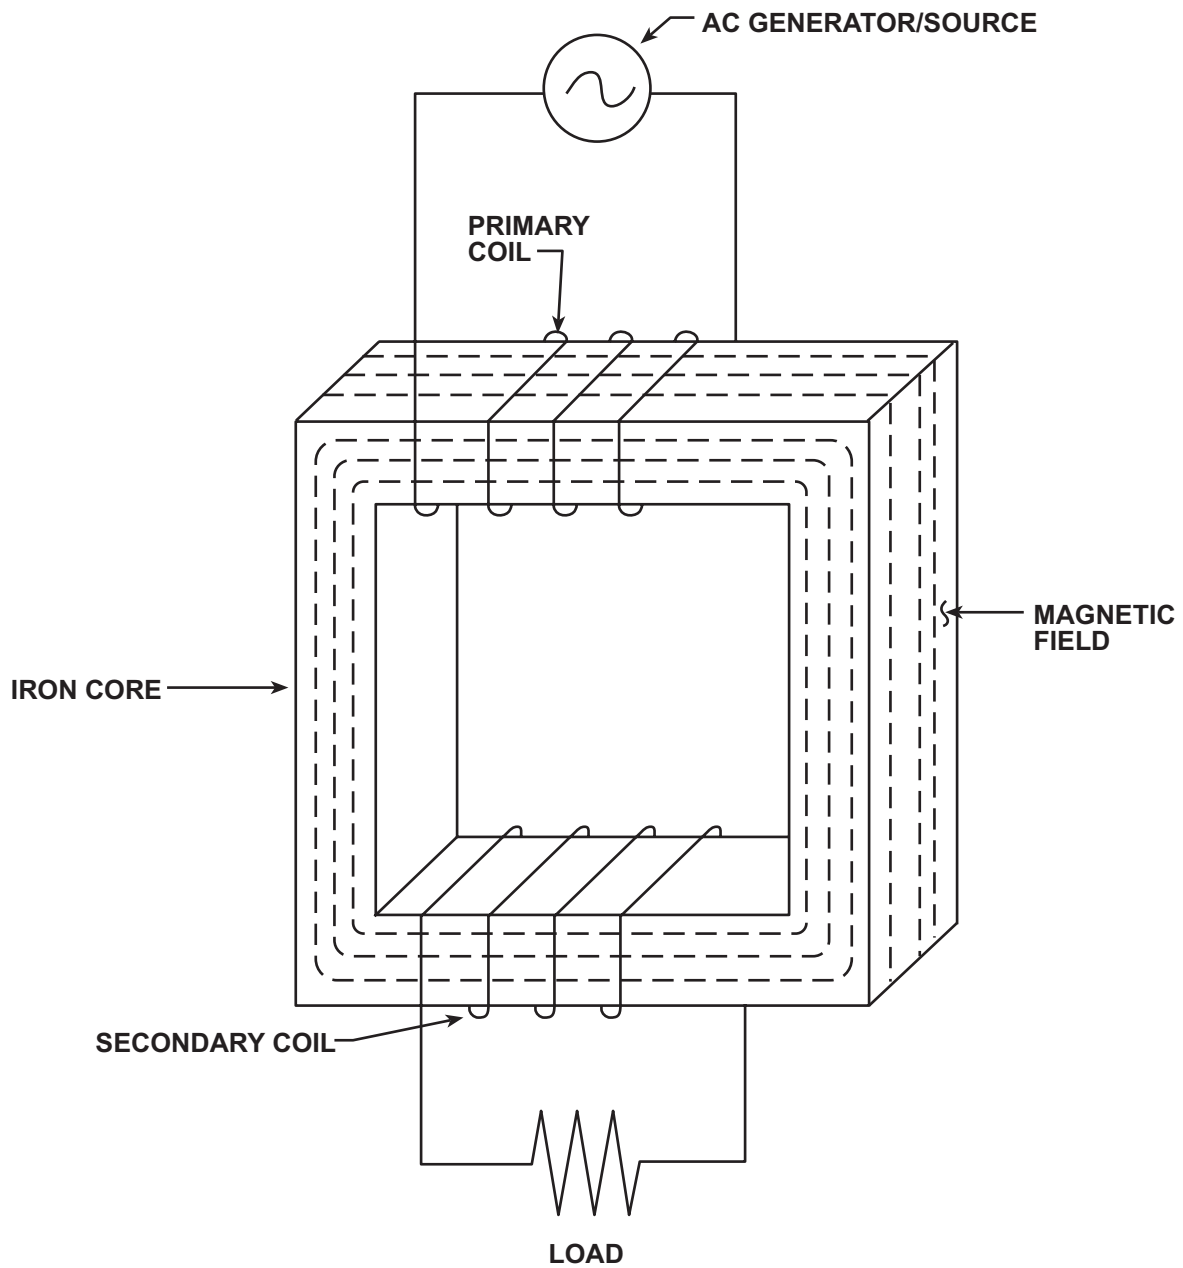 AC GENERATOR/SOURCE
PRIMARY
COIL
MAGNETIC
FIELD
IRON CORE
SECONDARY COIL
LOAD